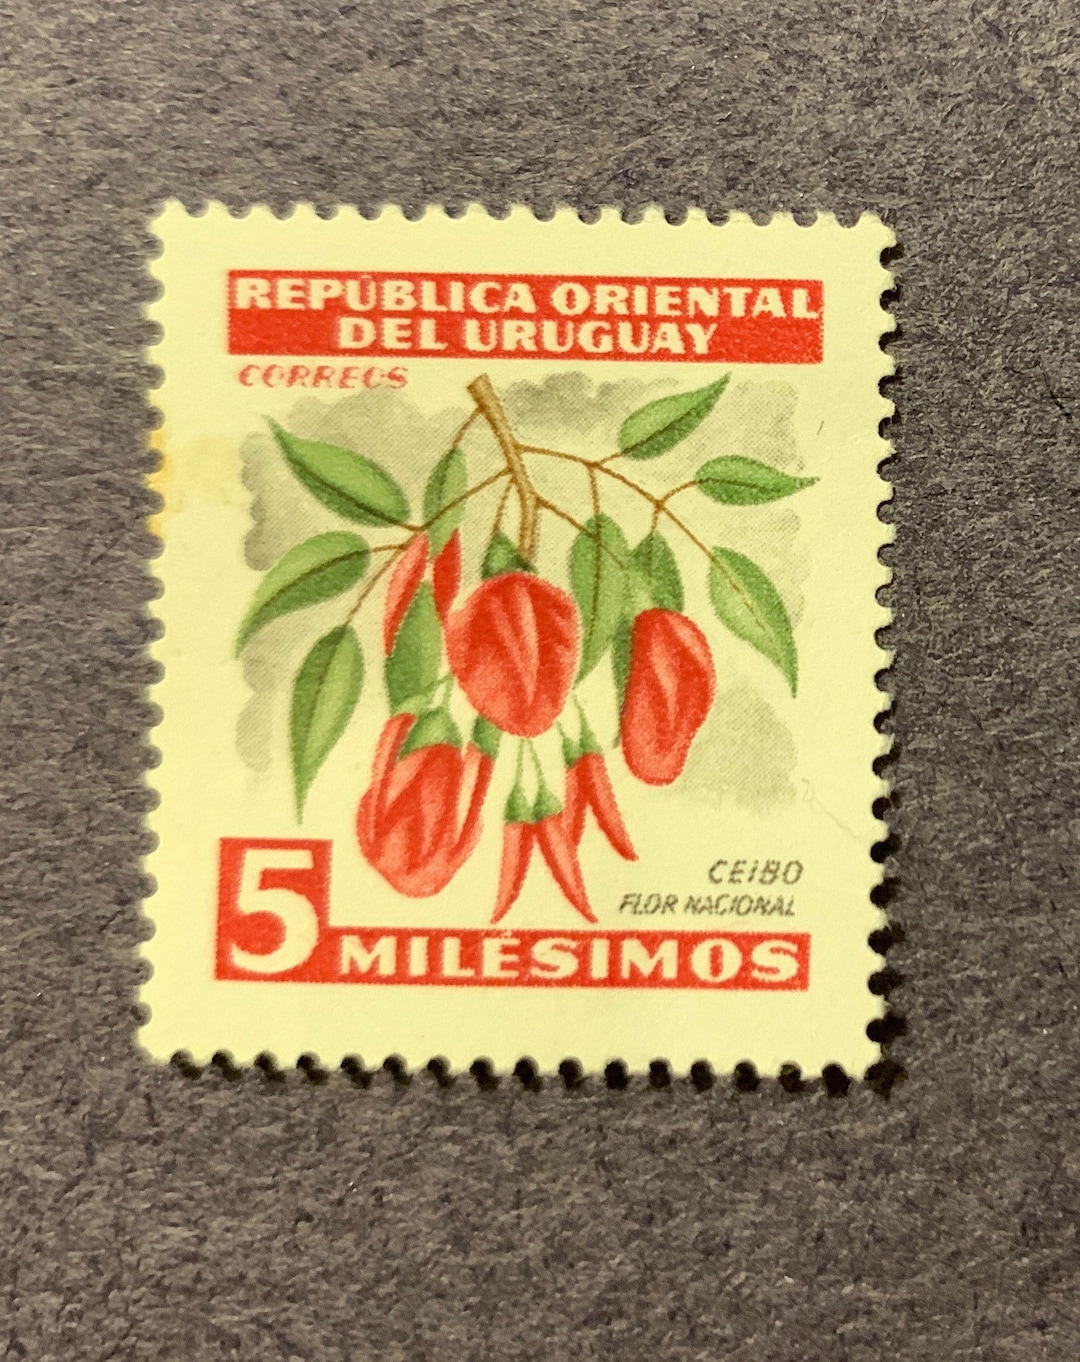 REPÚBLICA ORIENTAL
DEL URUGUAY
CORREOS
CEIBO
FLOR NACIONAL
5 MILÉSIMOS